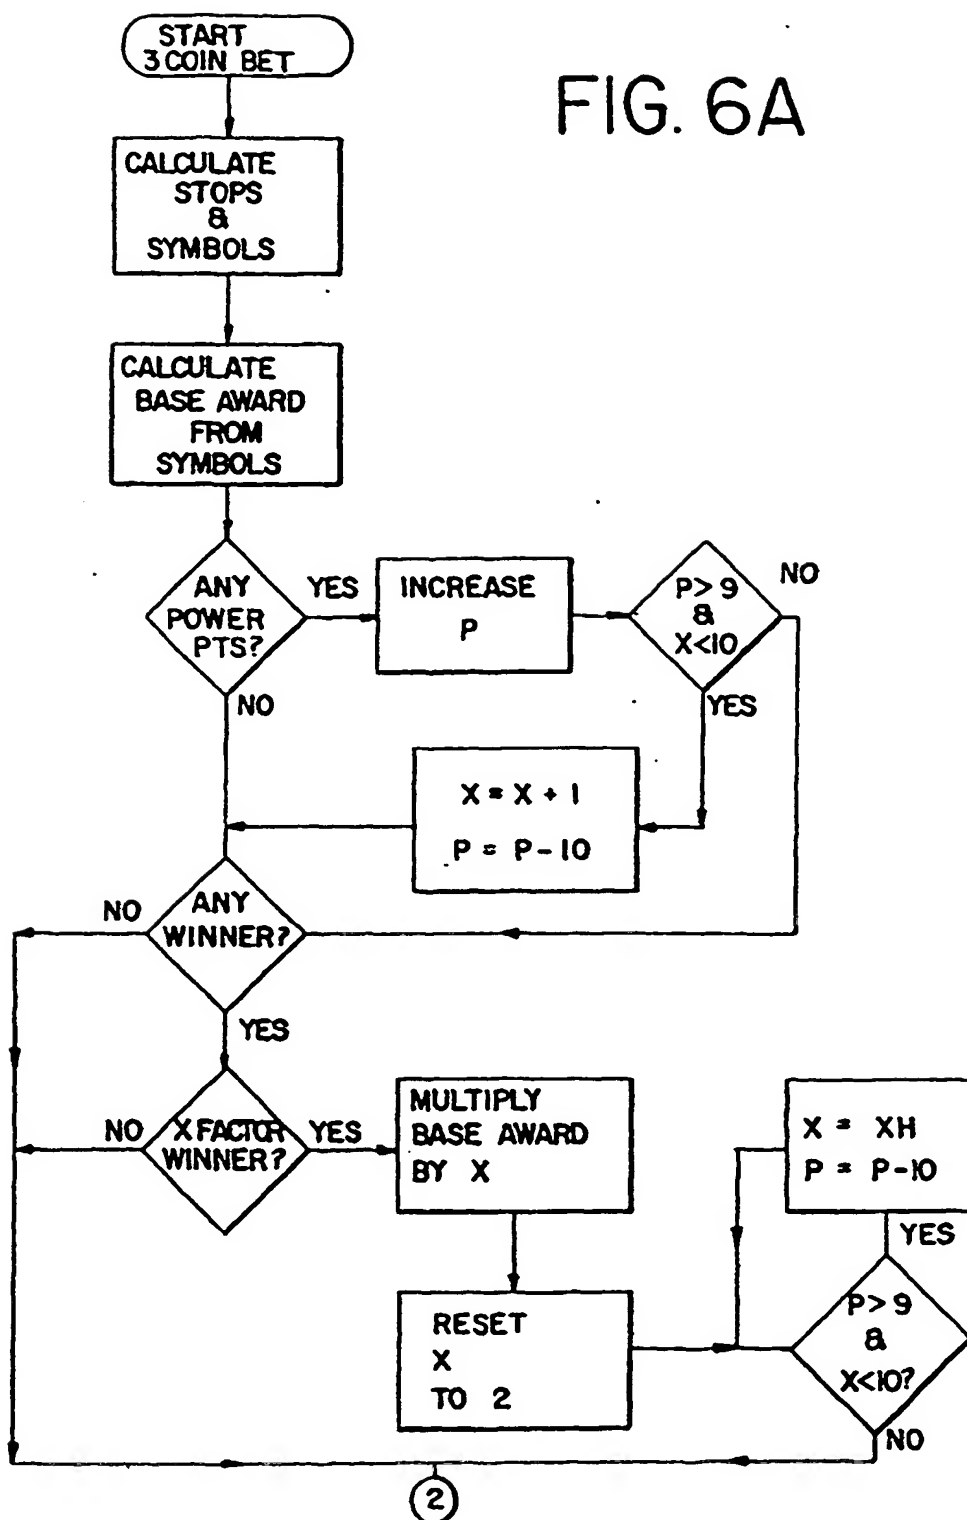 START
3 COIN BET
FIG. 6A
CALCULATE
STOPS
&
SYMBOLS
CALCULATE
BASE AWARD
FROM
SYMBOLS
ANY
POWER
PTS?
YES
NO
INCREASE
P
P > 9
&
X<10
NO
YES
X = X + 1
P = P - 10
ANY
WINNER?
NO
YES
X FACTOR
WINNER?
NO
YES
MULTIPLY
BASE AWARD
BY X
RESET
X
TO 2
X = XH
P = P-10
YES
P > 9
&
X<10?
NO
2